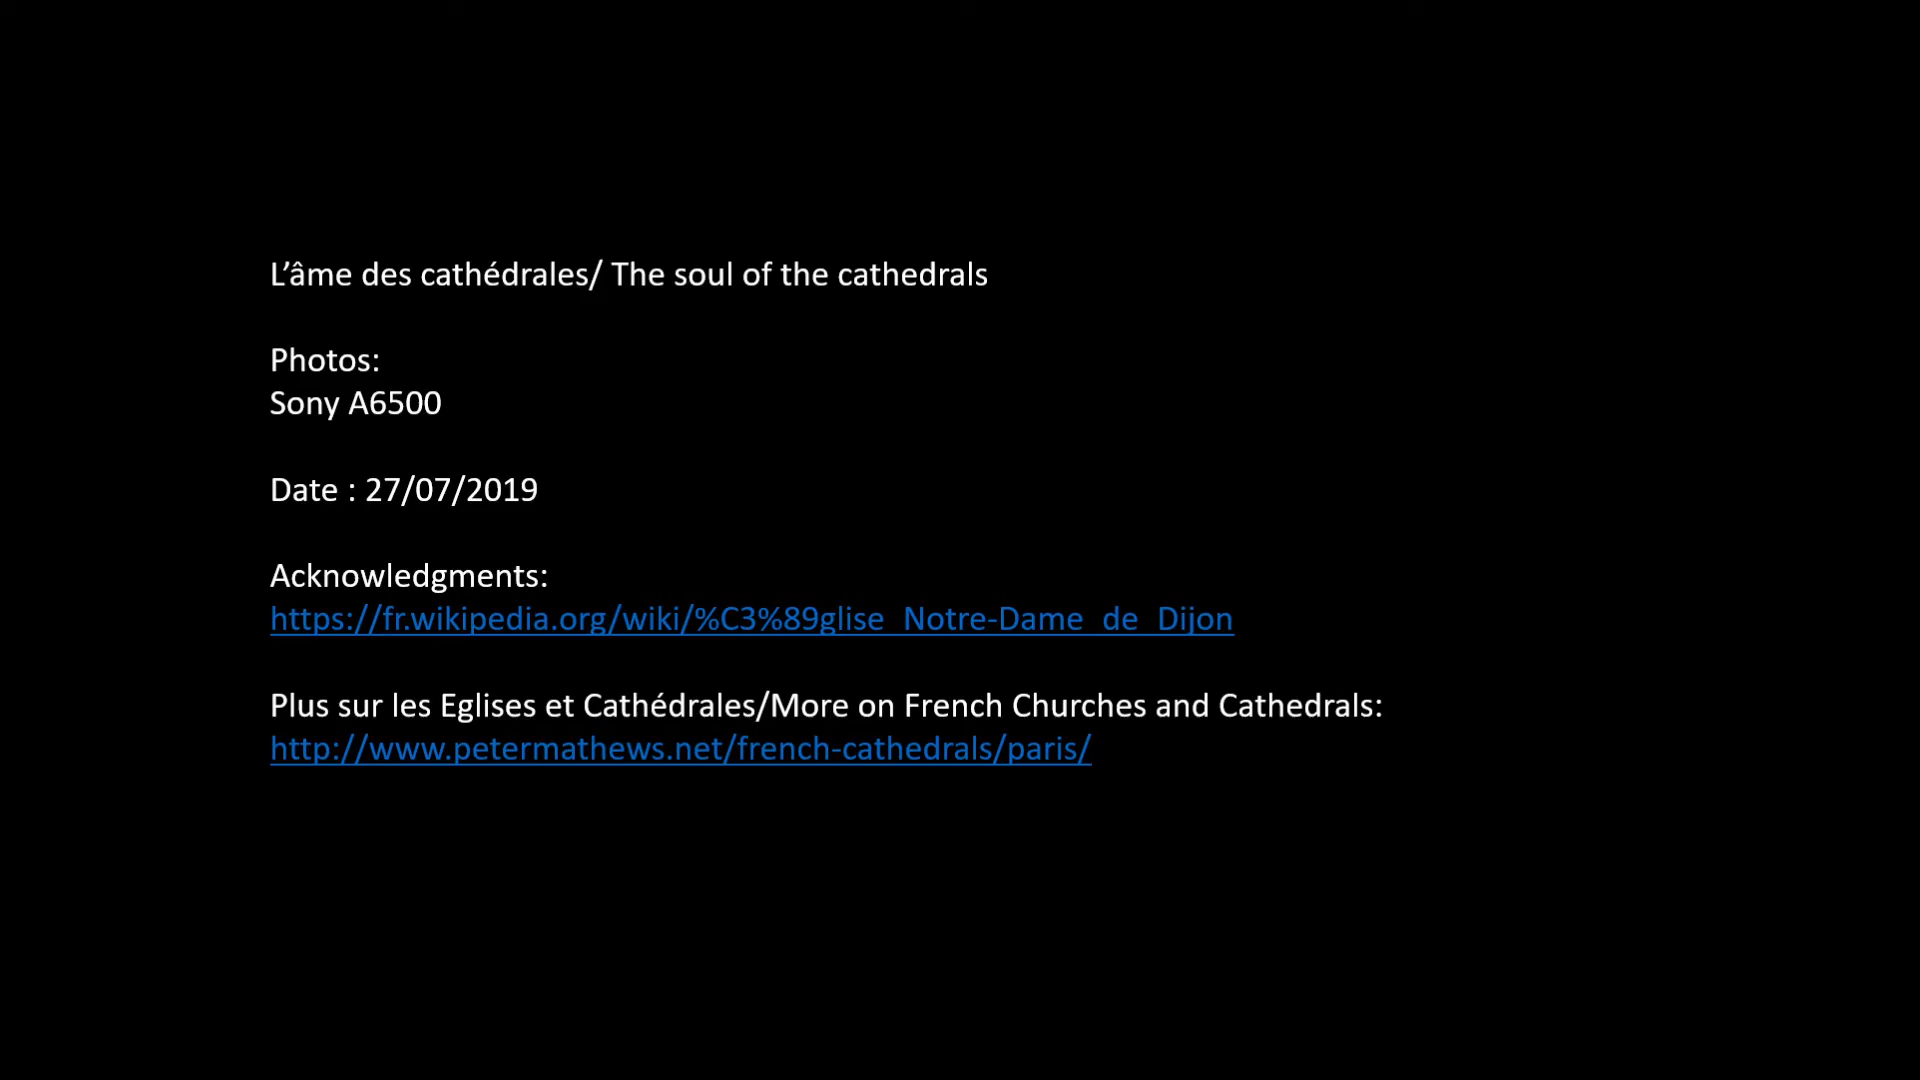 L’âme des cathédrales/ The soul of the cathedrals
Photos:
Sony A6500
Date : 27/07/2019
Acknowledgments:
https://fr.wikipedia.org/wiki/%C3%89glise_Notre-Dame_de_Dijon
Plus sur les Eglises et Cathédrales/More on French Churches and Cathedrals:
http://www.petermathews.net/french-cathedrals/paris/